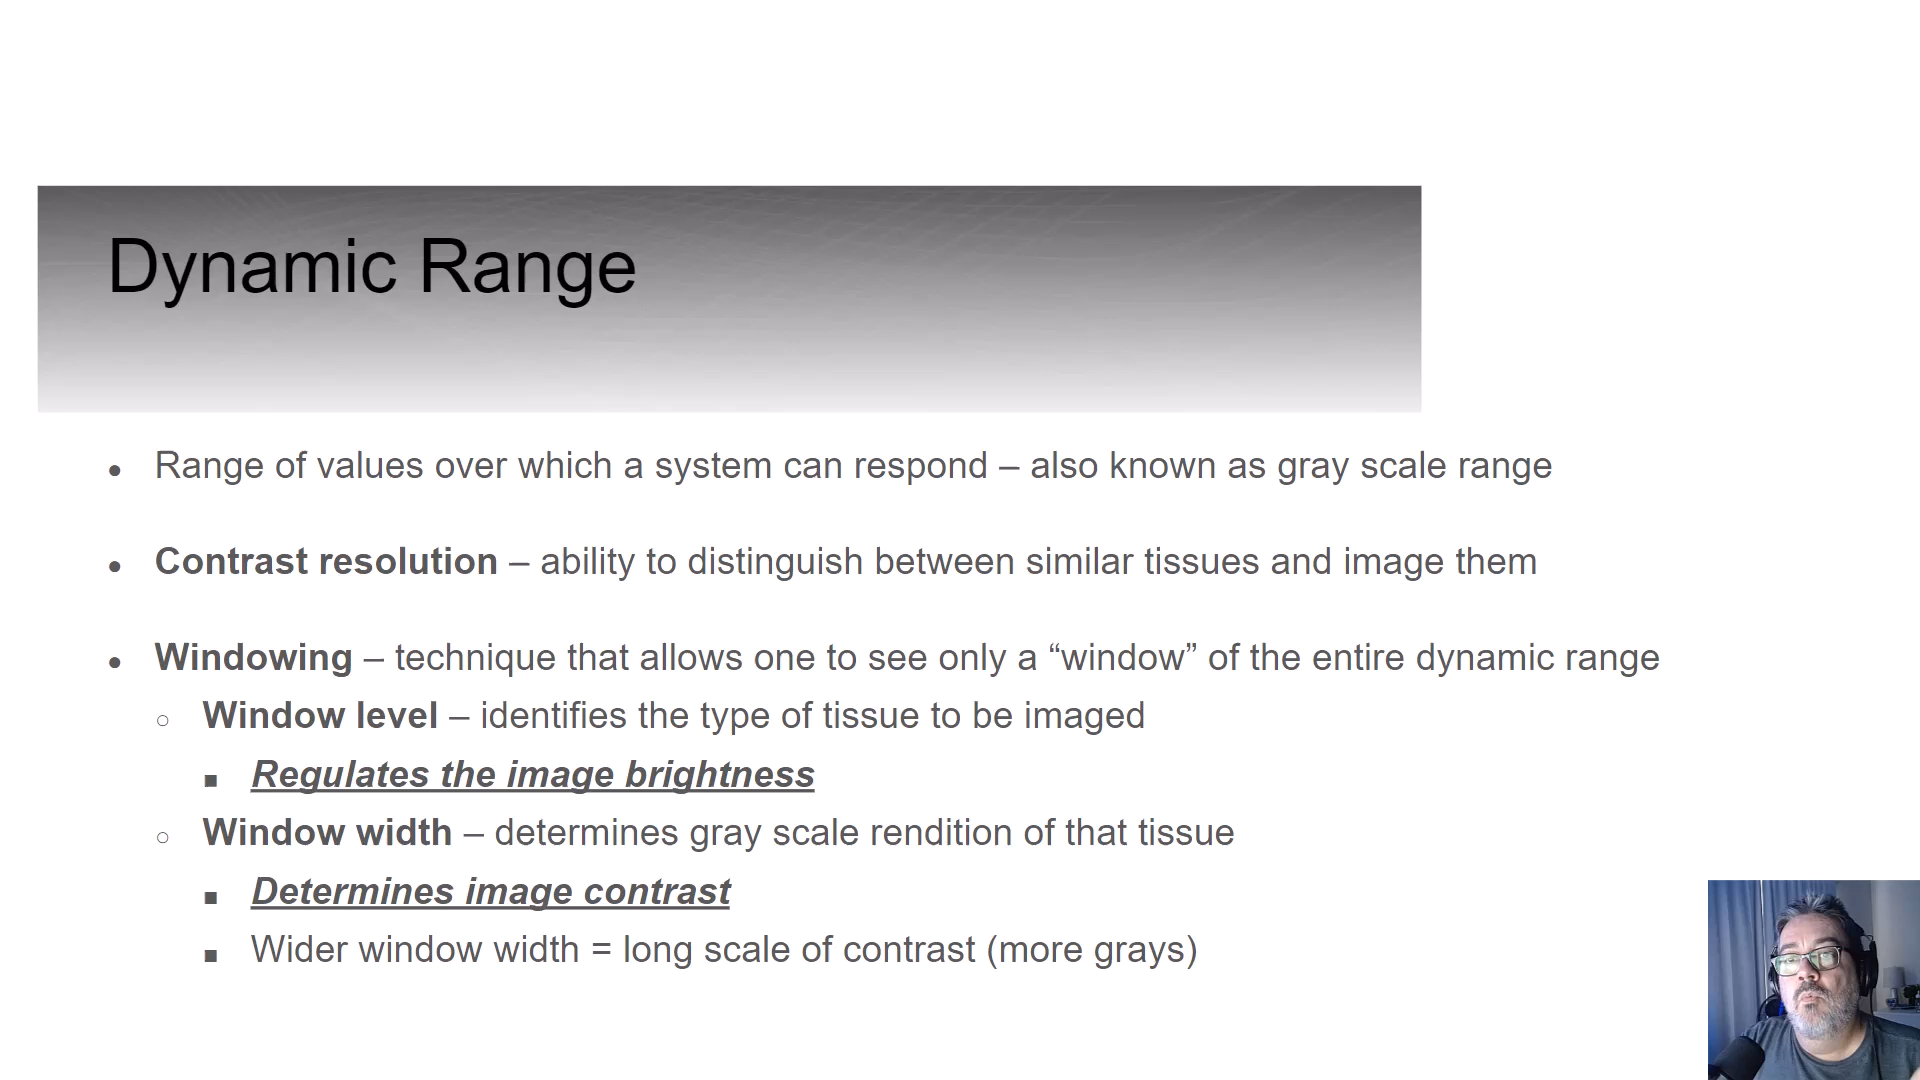 Dynamic Range
Range of values over which a system can respond – also known as gray scale range
Contrast resolution – ability to distinguish between similar tissues and image them
Windowing – technique that allows one to see only a “window” of the entire dynamic range
Window level – identifies the type of tissue to be imaged
Regulates the image brightness
Window width – determines gray scale rendition of that tissue
Determines image contrast
Wider window width = long scale of contrast (more grays)